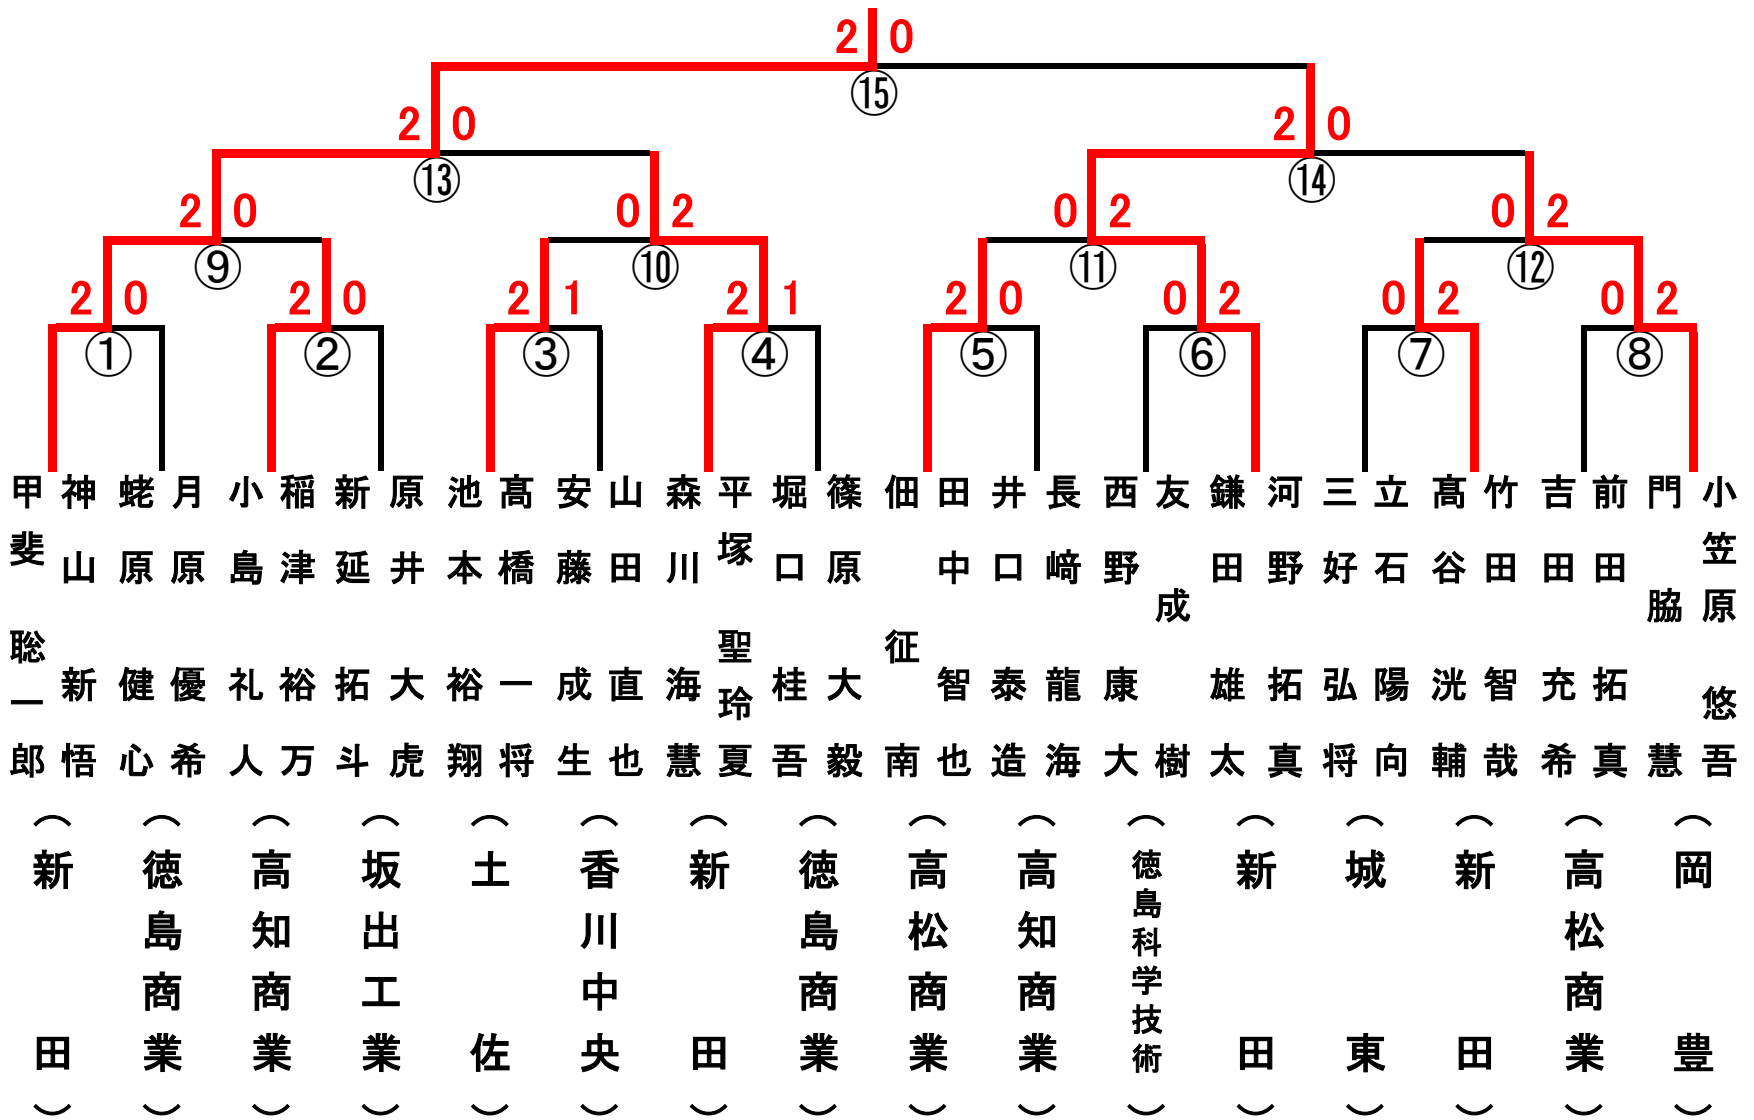 2 0
⑮
2 0
2 0
⑬
⑭
2 0
0 2
0 2
0 2
⑨
⑩
⑪
⑫
2 0
2 0
2 1
2 1
2 0
0 2
0 2
0 2
①
②
③
④
⑤
⑥
⑦
⑧
甲斐 聡一郎
神山 新悟
（新田）
蛯原 健心
月原 優希
（徳島商業）
小島 礼人
稲津 裕万
（高知商業）
新延 拓斗
原井 大虎
（坂出工業）
池本 裕翔
髙橋 一将
（土佐）
安藤 成生
山田 直也
（香川中央）
森川 海慧
平塚 聖玲夏
（新田）
堀口 桂吾
篠原 大毅
（徳島商業）
佃 征南
田中 智也
（高松商業）
井口 泰造
長﨑 龍海
（高知商業）
西野 康大
友成 樹
（徳島科学技術）
鎌田 雄太
河野 拓真
（新田）
三好 弘将
立石 陽向
（城東）
髙谷 洸輔
竹田 智哉
（新田）
吉田 充希
前田 拓真
（高松商業）
門脇 慧
小笠原 悠吾
（岡豊）